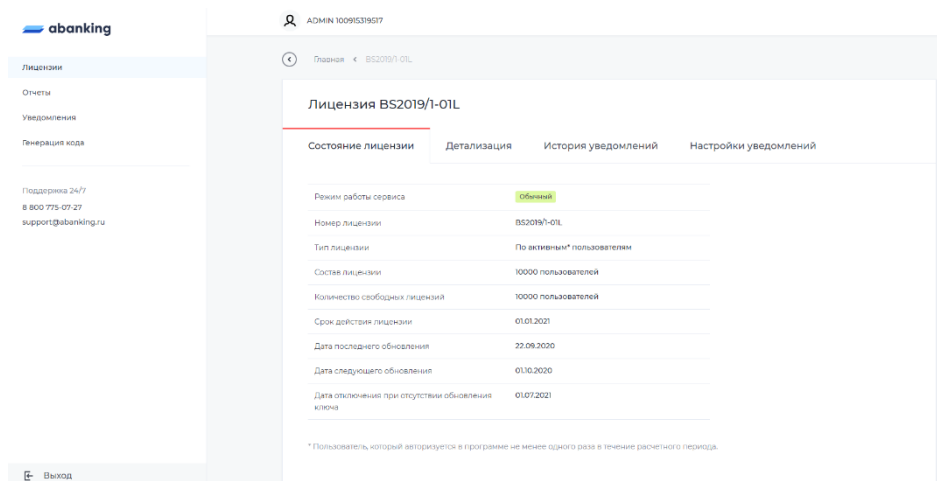 abanking
ADMIN 100915319517
Лицензии
Отчеты
Уведомления
Генерация кода
Поддержка 24/7
8 800 775-07-27
support@abanking.ru
Выход
Главная BS2019/1-01L
Лицензия BS2019/1-01L
Состояние лицензии Детализация История уведомлений Настройки уведомлений
Режим работы сервиса Обычный
Номер лицензии BS2019/1-01L
Тип лицензии По активным* пользователям
Состав лицензии 10000 пользователей
Количество свободных лицензий 10000 пользователей
Срок действия лицензии 01.01.2021
Дата последнего обновления 22.09.2020
Дата следующего обновления 01.10.2020
Дата отключения при отсутствии обновления 01.07.2021
ключа
* Пользователь, который авторизуется в программе не менее одного раза в течение расчетного периода.